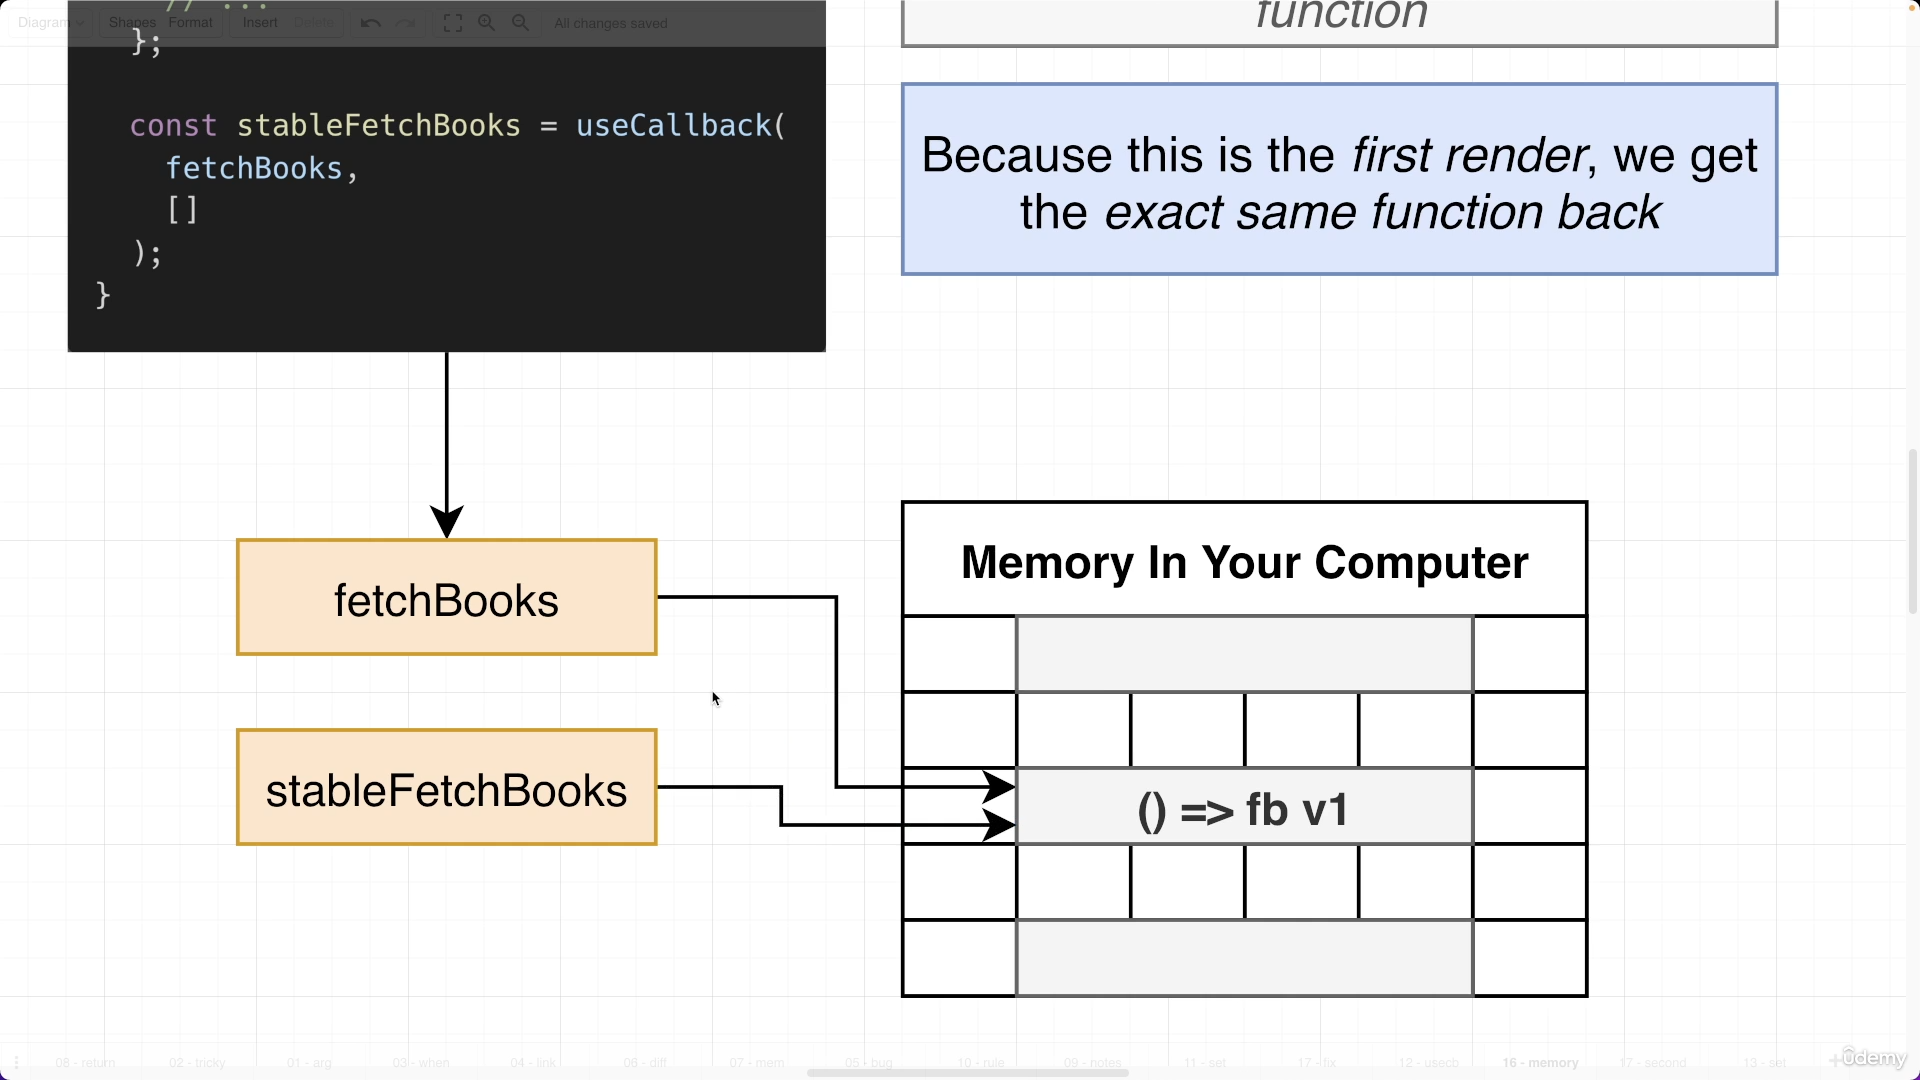 // ...
Diagram Shapes Format Insert Delete All changes saved
};
const stableFetchBooks = useCallback(
fetchBooks,
[]
);
}
function
Because this is the first render, we get
the exact same function back
fetchBooks
stableFetchBooks
Memory In Your Computer
() => fb v1
08 - return 02 - tricky 01 - arg 03 - when 04 - link 06 - diff 07 - mem 05 - bug 10 - rule 09 - notes 11 - set 17 - fix 12 - usecb 16 - memory 17 - second 13 - set
ûdemy